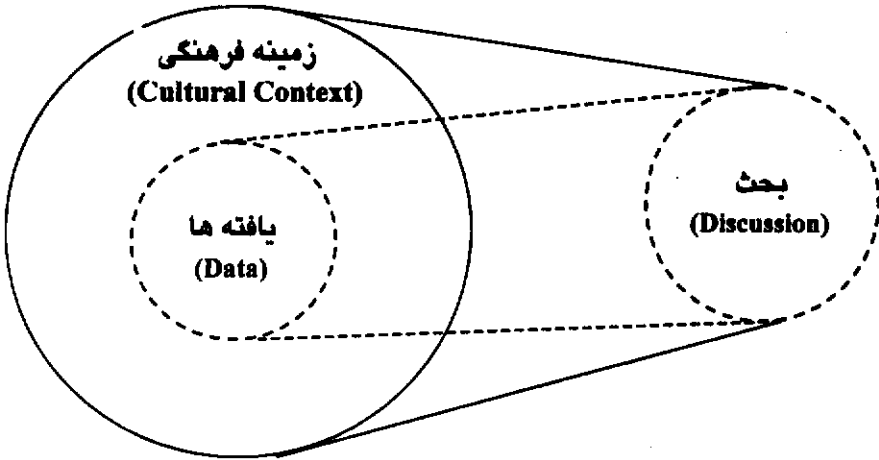 زمینه فرهنگی
(Cultural Context)
یافته ها
(Data)
بحث
(Discussion)